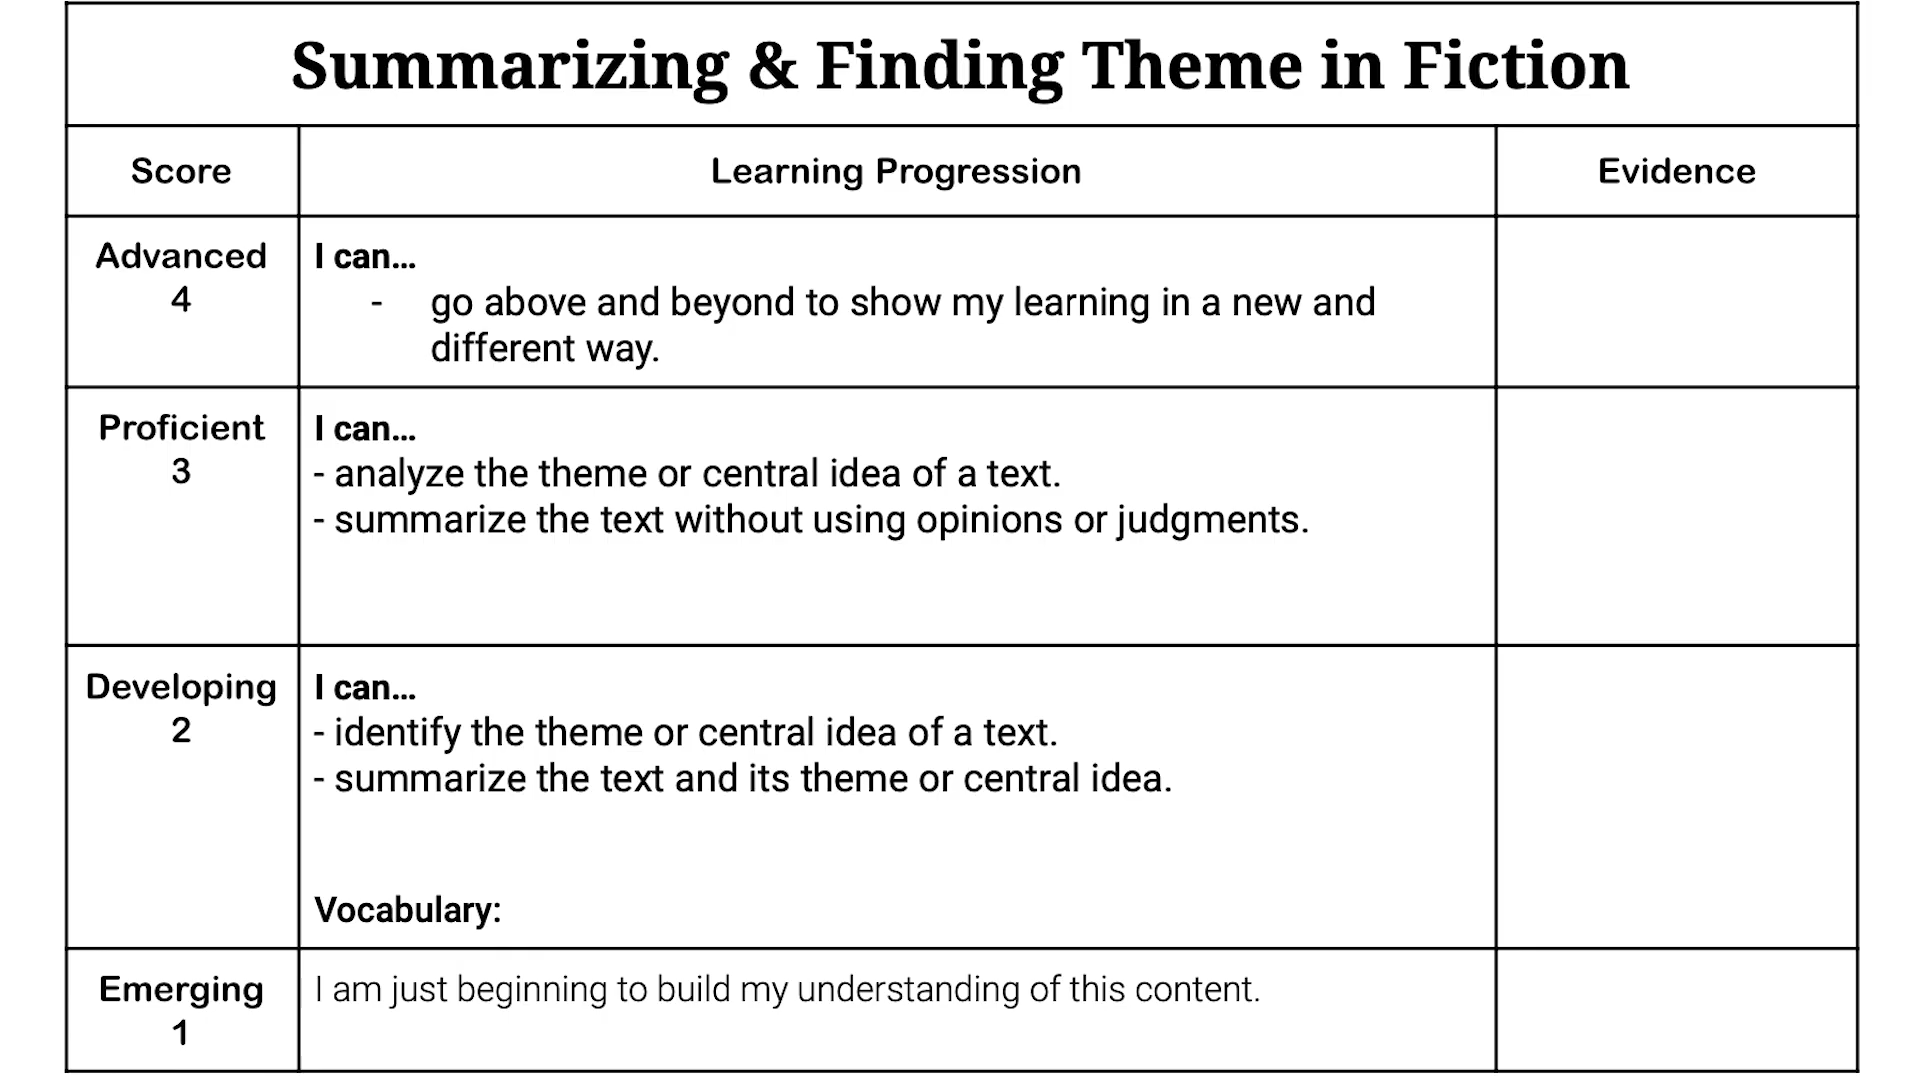 Summarizing & Finding Theme in Fiction
Score
Learning Progression
Evidence
Advanced
4
I can...
- go above and beyond to show my learning in a new and
different way.
Proficient
3
I can...
- analyze the theme or central idea of a text.
- summarize the text without using opinions or judgments.
Developing
2
I can...
- identify the theme or central idea of a text.
- summarize the text and its theme or central idea.
Vocabulary:
Emerging
1
I am just beginning to build my understanding of this content.